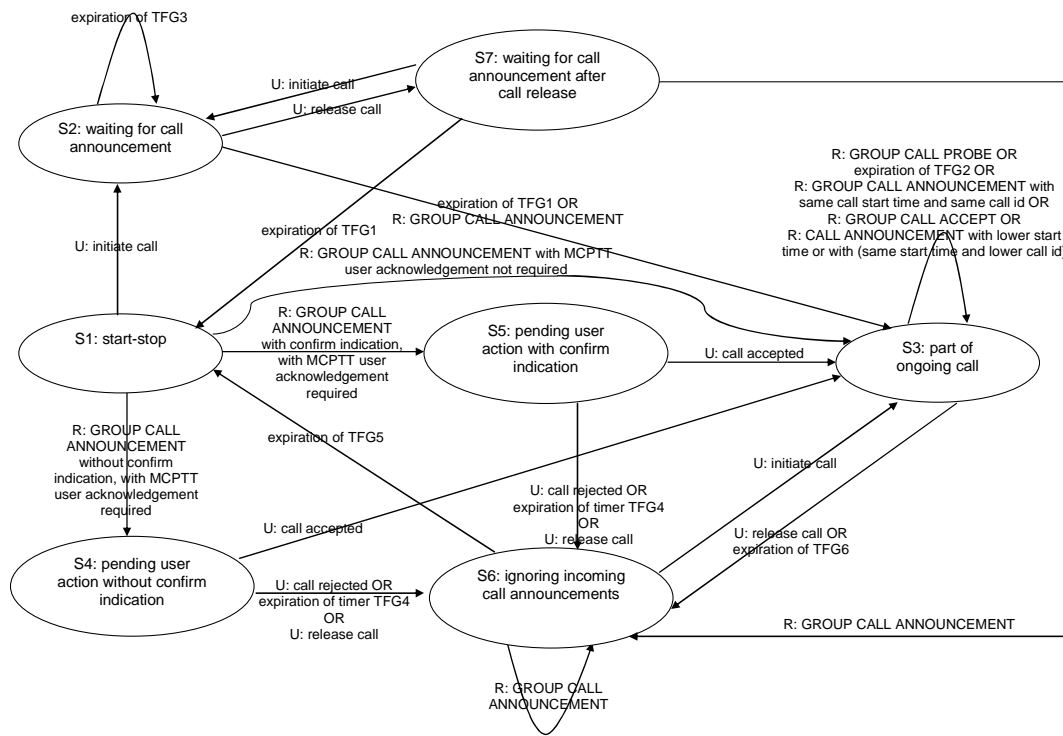 expiration of TFG3
S7: waiting for call
announcement after
call release
U: initiate call
U: release call
S2: waiting for call
announcement
R: GROUP CALL PROBE OR
expiration of TFG2 OR
R: GROUP CALL ANNOUNCEMENT with
same call start time and same call id OR
R: GROUP CALL ACCEPT OR
R: CALL ANNOUNCEMENT with lower start
time or with (same start time and lower call id)
expiration of TFG1 OR
R: GROUP CALL ANNOUNCEMENT
expiration of TFG1
U: initiate call
R: GROUP CALL ANNOUNCEMENT with MCPTT
user acknowledgement not required
S1: start-stop
R: GROUP CALL
ANNOUNCEMENT
with confirm indication,
with MCPTT user
acknowledgement
required
S5: pending user
action with confirm
indication
U: call accepted
S3: part of
ongoing call
R: GROUP CALL
ANNOUNCEMENT
without confirm
indication, with MCPTT
user acknowledgement
required
expiration of TFG5
U: initiate call
U: call rejected OR
expiration of timer TFG4
OR
U: release call
U: call accepted
U: release call OR
expiration of TFG6
S4: pending user
action without confirm
indication
U: call rejected OR
expiration of timer TFG4
OR
U: release call
S6: ignoring incoming
call announcements
R: GROUP CALL ANNOUNCEMENT
R: GROUP CALL
ANNOUNCEMENT